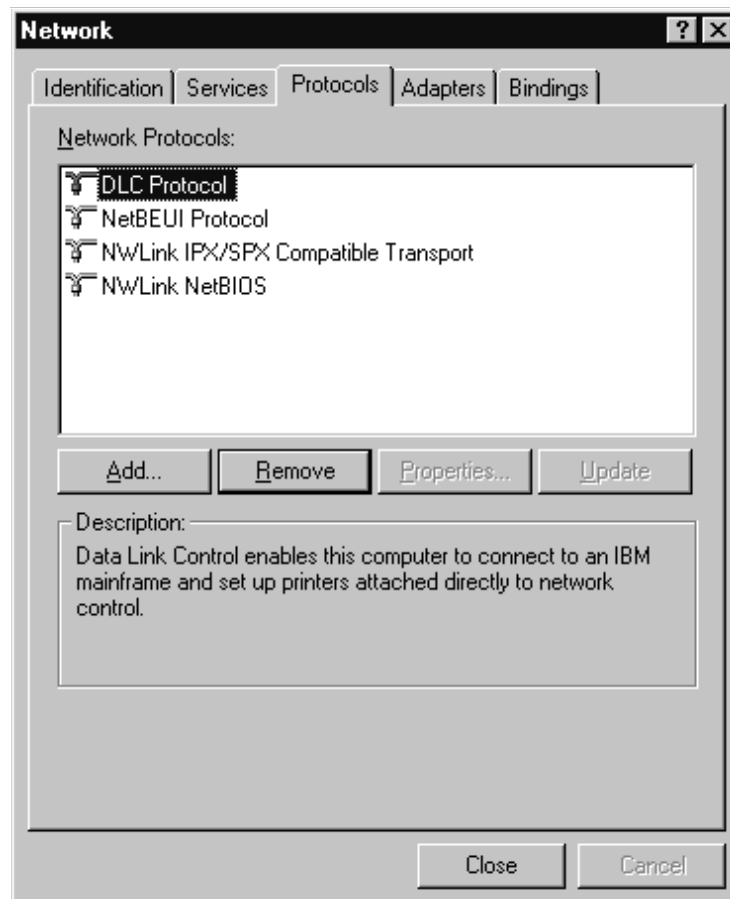 Network
Identification Services Protocols Adapters Bindings
Network Protocols:
DLC Protocol
NetBEUI Protocol
NWLink IPX/SPX Compatible Transport
NWLink NetBIOS
Add... Remove Properties... Update
Description:
Data Link Control enables this computer to connect to an IBM
mainframe and set up printers attached directly to network
control.
Close Cancel